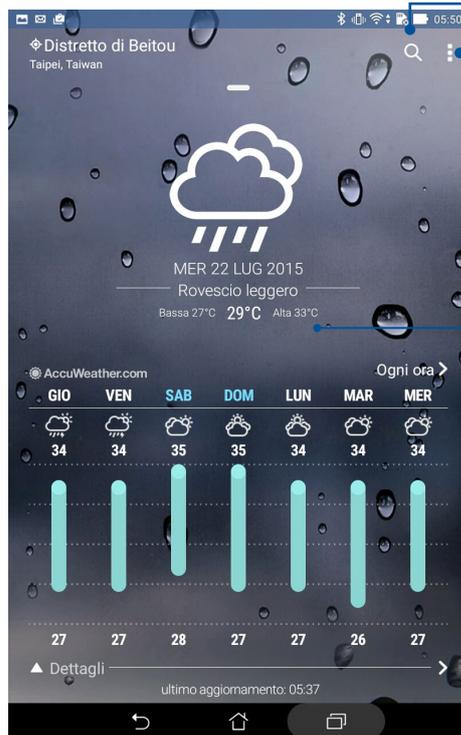 05:50
Distretto di Beitou
Taipei, Taiwan
MER 22 LUG 2015
Rovescio leggero
Bassa 27°C 29°C Alta 33°C
AccuWeather.com Ogni ora
GIO VEN SAB DOM LUN MAR MER
34 34 35 35 34 34 34
27 27 28 27 27 26 27
Dettagli
ultimo aggiornamento: 05:37